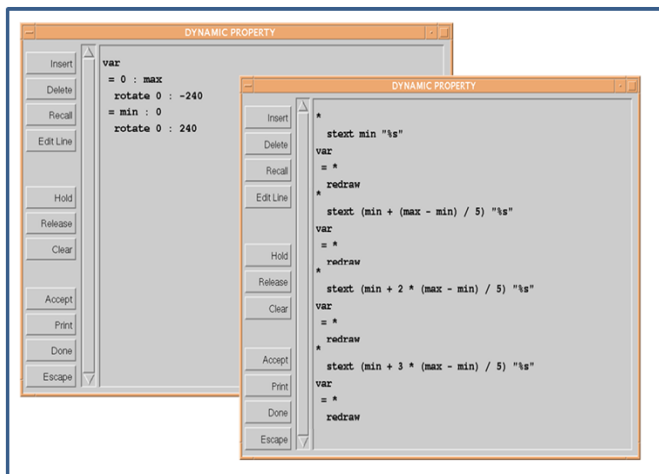 DYNAMIC PROPERTY
Insert
Delete
Recall
Edit Line
Hold
Release
Clear
Accept
Print
Done
Escape
var
= 0 : max
rotate 0 : -240
= min : 0
rotate 0 : 240
DYNAMIC PROPERTY
Insert
Delete
Recall
Edit Line
Hold
Release
Clear
Accept
Print
Done
Escape
*
stext min "%s"
var
= *
redraw
*
stext (min + (max - min) / 5) "%s"
var
= *
redraw
*
stext (min + 2 * (max - min) / 5) "%s"
var
= *
redraw
*
stext (min + 3 * (max - min) / 5) "%s"
var
= *
redraw